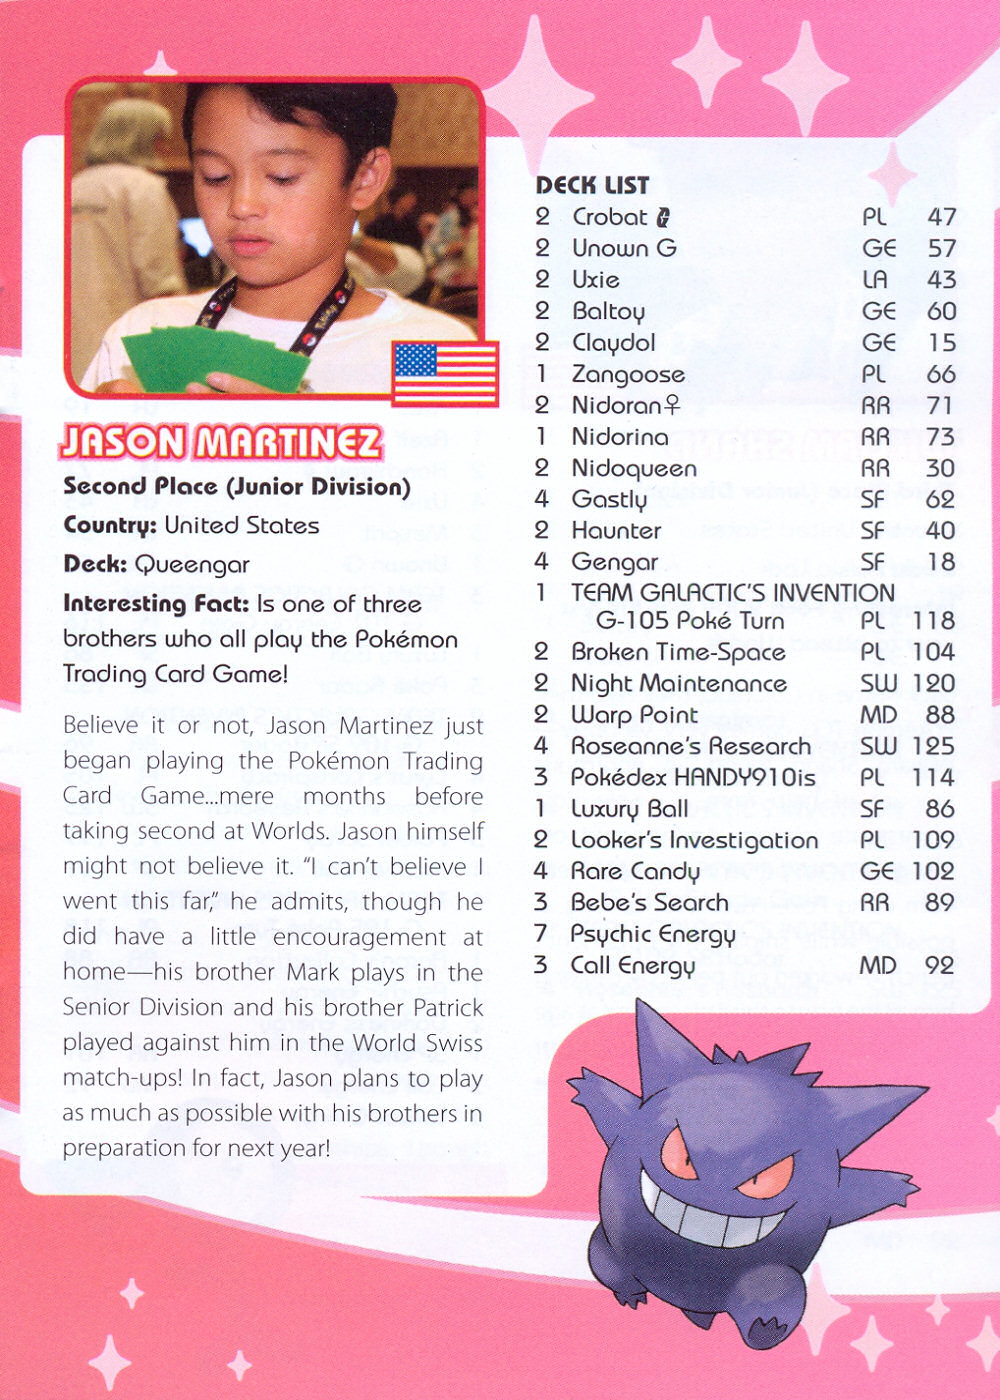 JASON MARTINEZ
Second Place (Junior Division)
Country: United States
Deck: Queengar
Interesting Fact: Is one of three
brothers who all play the Pokémon
Trading Card Game!
Believe it or not, Jason Martinez just
began playing the Pokémon Trading
Card Game...mere months before
taking second at Worlds. Jason himself
might not believe it. “I can’t believe I
went this far,” he admits, though he
did have a little encouragement at
home—his brother Mark plays in the
Senior Division and his brother Patrick
played against him in the World Swiss
match-ups! In fact, Jason plans to play
as much as possible with his brothers in
preparation for next year!
DECK LIST
2 Crobat G PL 47
2 Unown G GE 57
2 Uxie LA 43
2 Baltoy GE 60
2 Claydol GE 15
1 Zangoose PL 66
2 Nidoran♀ RR 71
1 Nidorina RR 73
2 Nidoqueen RR 30
4 Gastly SF 62
2 Haunter SF 40
4 Gengar SF 18
1 TEAM GALACTIC’S INVENTION
G-105 Poké Turn PL 118
2 Broken Time-Space PL 104
2 Night Maintenance SW 120
2 Warp Point MD 88
4 Roseanne’s Research SW 125
3 Pokédex HANDY910is PL 114
1 Luxury Ball SF 86
2 Looker’s Investigation PL 109
4 Rare Candy GE 102
3 Bebe’s Search RR 89
7 Psychic Energy
3 Call Energy MD 92